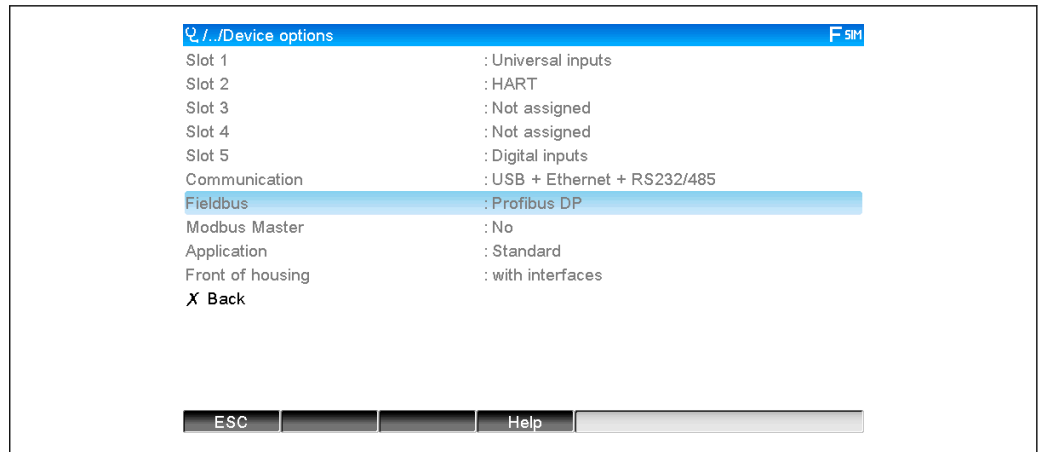 /../Device options F SIM
Slot 1 : Universal inputs
Slot 2 : HART
Slot 3 : Not assigned
Slot 4 : Not assigned
Slot 5 : Digital inputs
Communication : USB + Ethernet + RS232/485
Fieldbus : Profibus DP
Modbus Master : No
Application : Standard
Front of housing : with interfaces
X Back
ESC Help